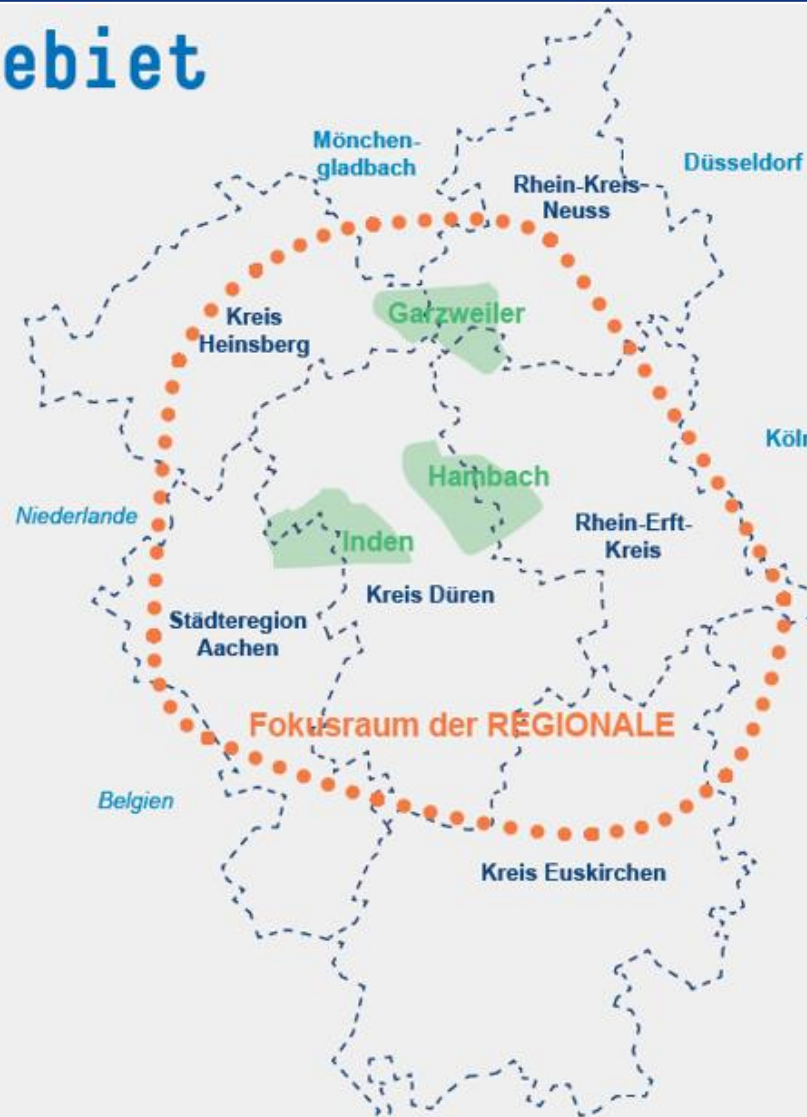 ebiet
Mönchen-
gladbach
Düsseldorf
Rhein-Kreis
Neuss
Garzweiler
Kreis
Heinsberg
Köln
Hambach
Niederlande
Rhein-Erft-
Kreis
Inden
Kreis Düren
Städteregion
Aachen
Fokusraum der REGIONALE
Belgien
Kreis Euskirchen